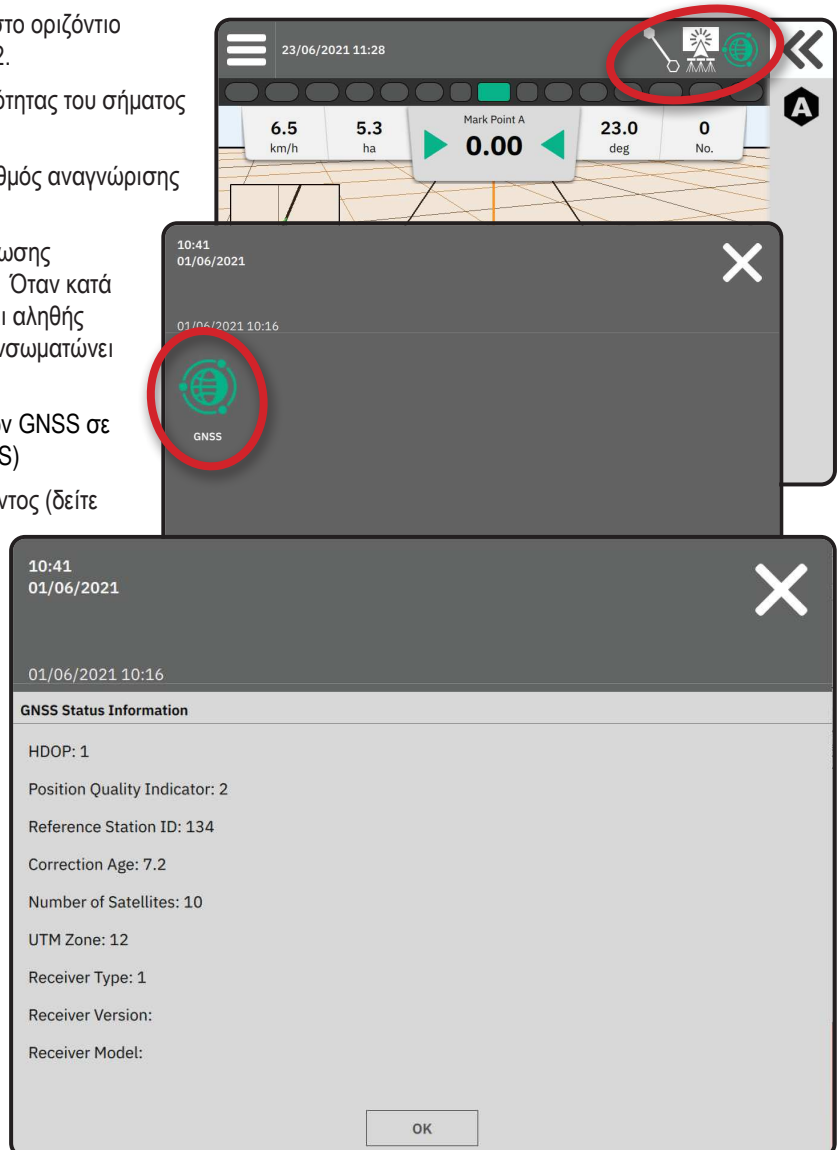 στο οριζόντιο
2.
ότητας του σήματος
θμός αναγνώρισης
ωσης
Όταν κατά
ι αληθής
νσωματώνει
ν GNSS σε
S)
ντος (δείτε
23/06/2021 11:28
A
6.5
km/h
5.3
ha
Mark Point A
0.00
23.0
deg
0
No.
10:41
01/06/2021
01/06/2021 10:16
GNSS
10:41
01/06/2021
01/06/2021 10:16
GNSS Status Information
HDOP: 1
Position Quality Indicator: 2
Reference Station ID: 134
Correction Age: 7.2
Number of Satellites: 10
UTM Zone: 12
Receiver Type: 1
Receiver Version:
Receiver Model:
OK